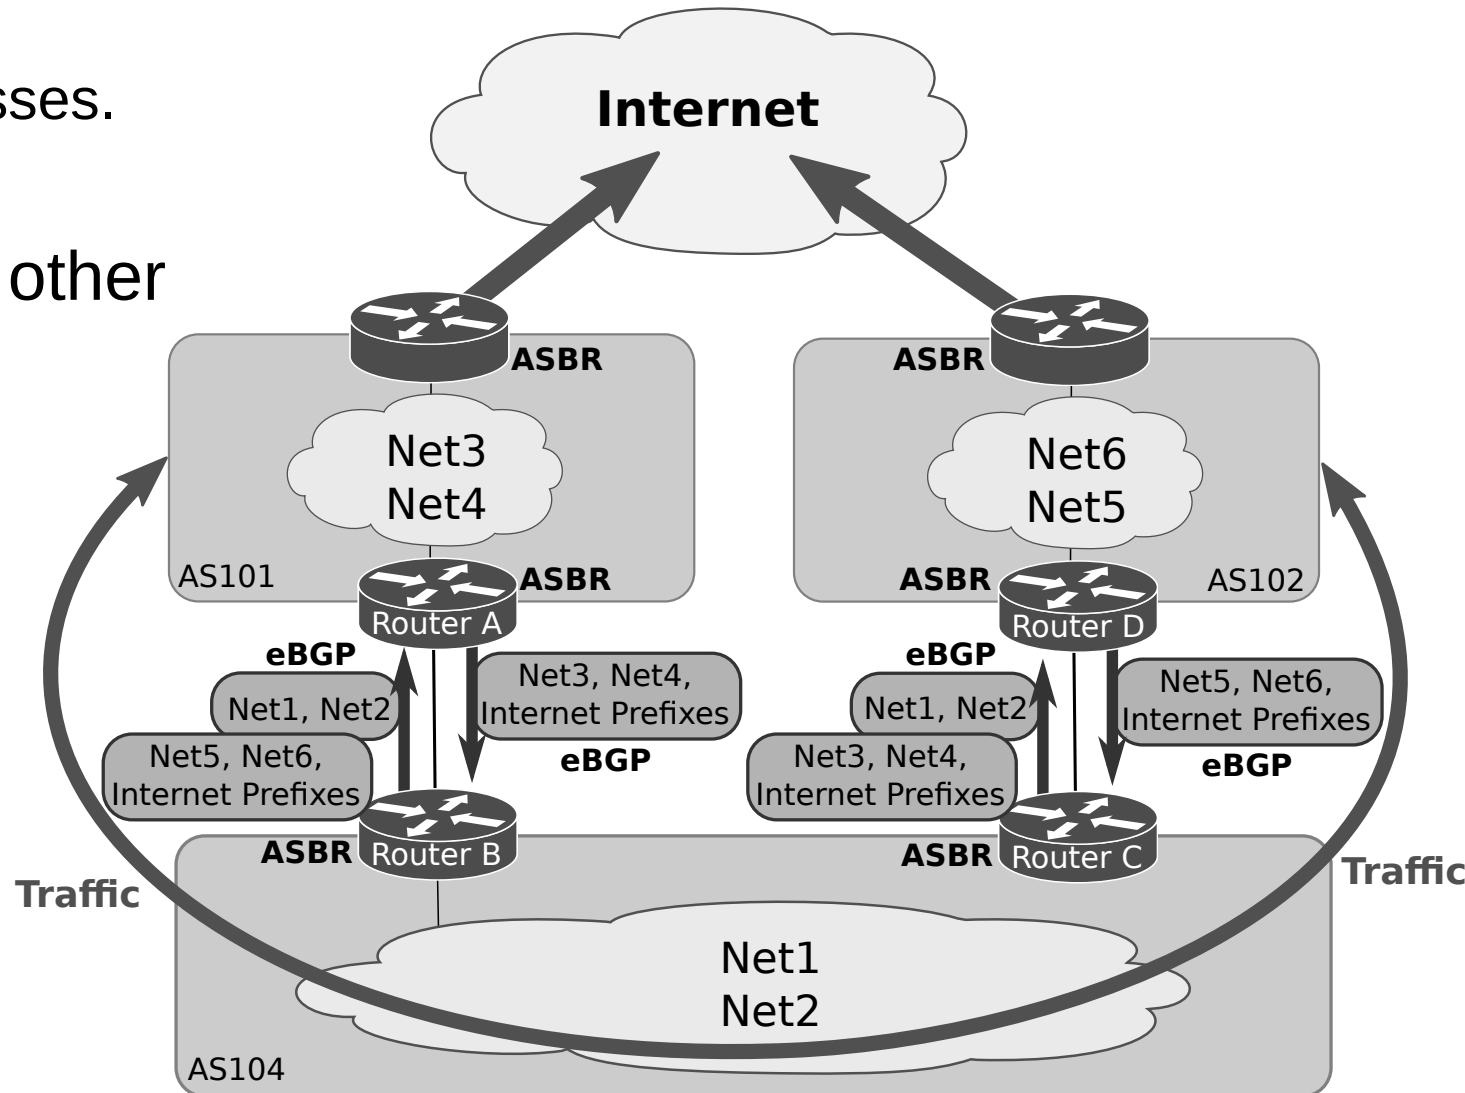 sses.
other
Internet
ASBR
ASBR
Net3
Net4
Net6
Net5
AS101
ASBR
ASBR
AS102
Router A
Router D
eBGP
Net1, Net2
Net3, Net4,
Internet Prefixes
eBGP
Net5, Net6,
Internet Prefixes
eBGP
Net1, Net2
Net5, Net6,
Internet Prefixes
eBGP
Net3, Net4,
Internet Prefixes
ASBR
Router B
ASBR
Router C
Traffic
Traffic
Net1
Net2
AS104